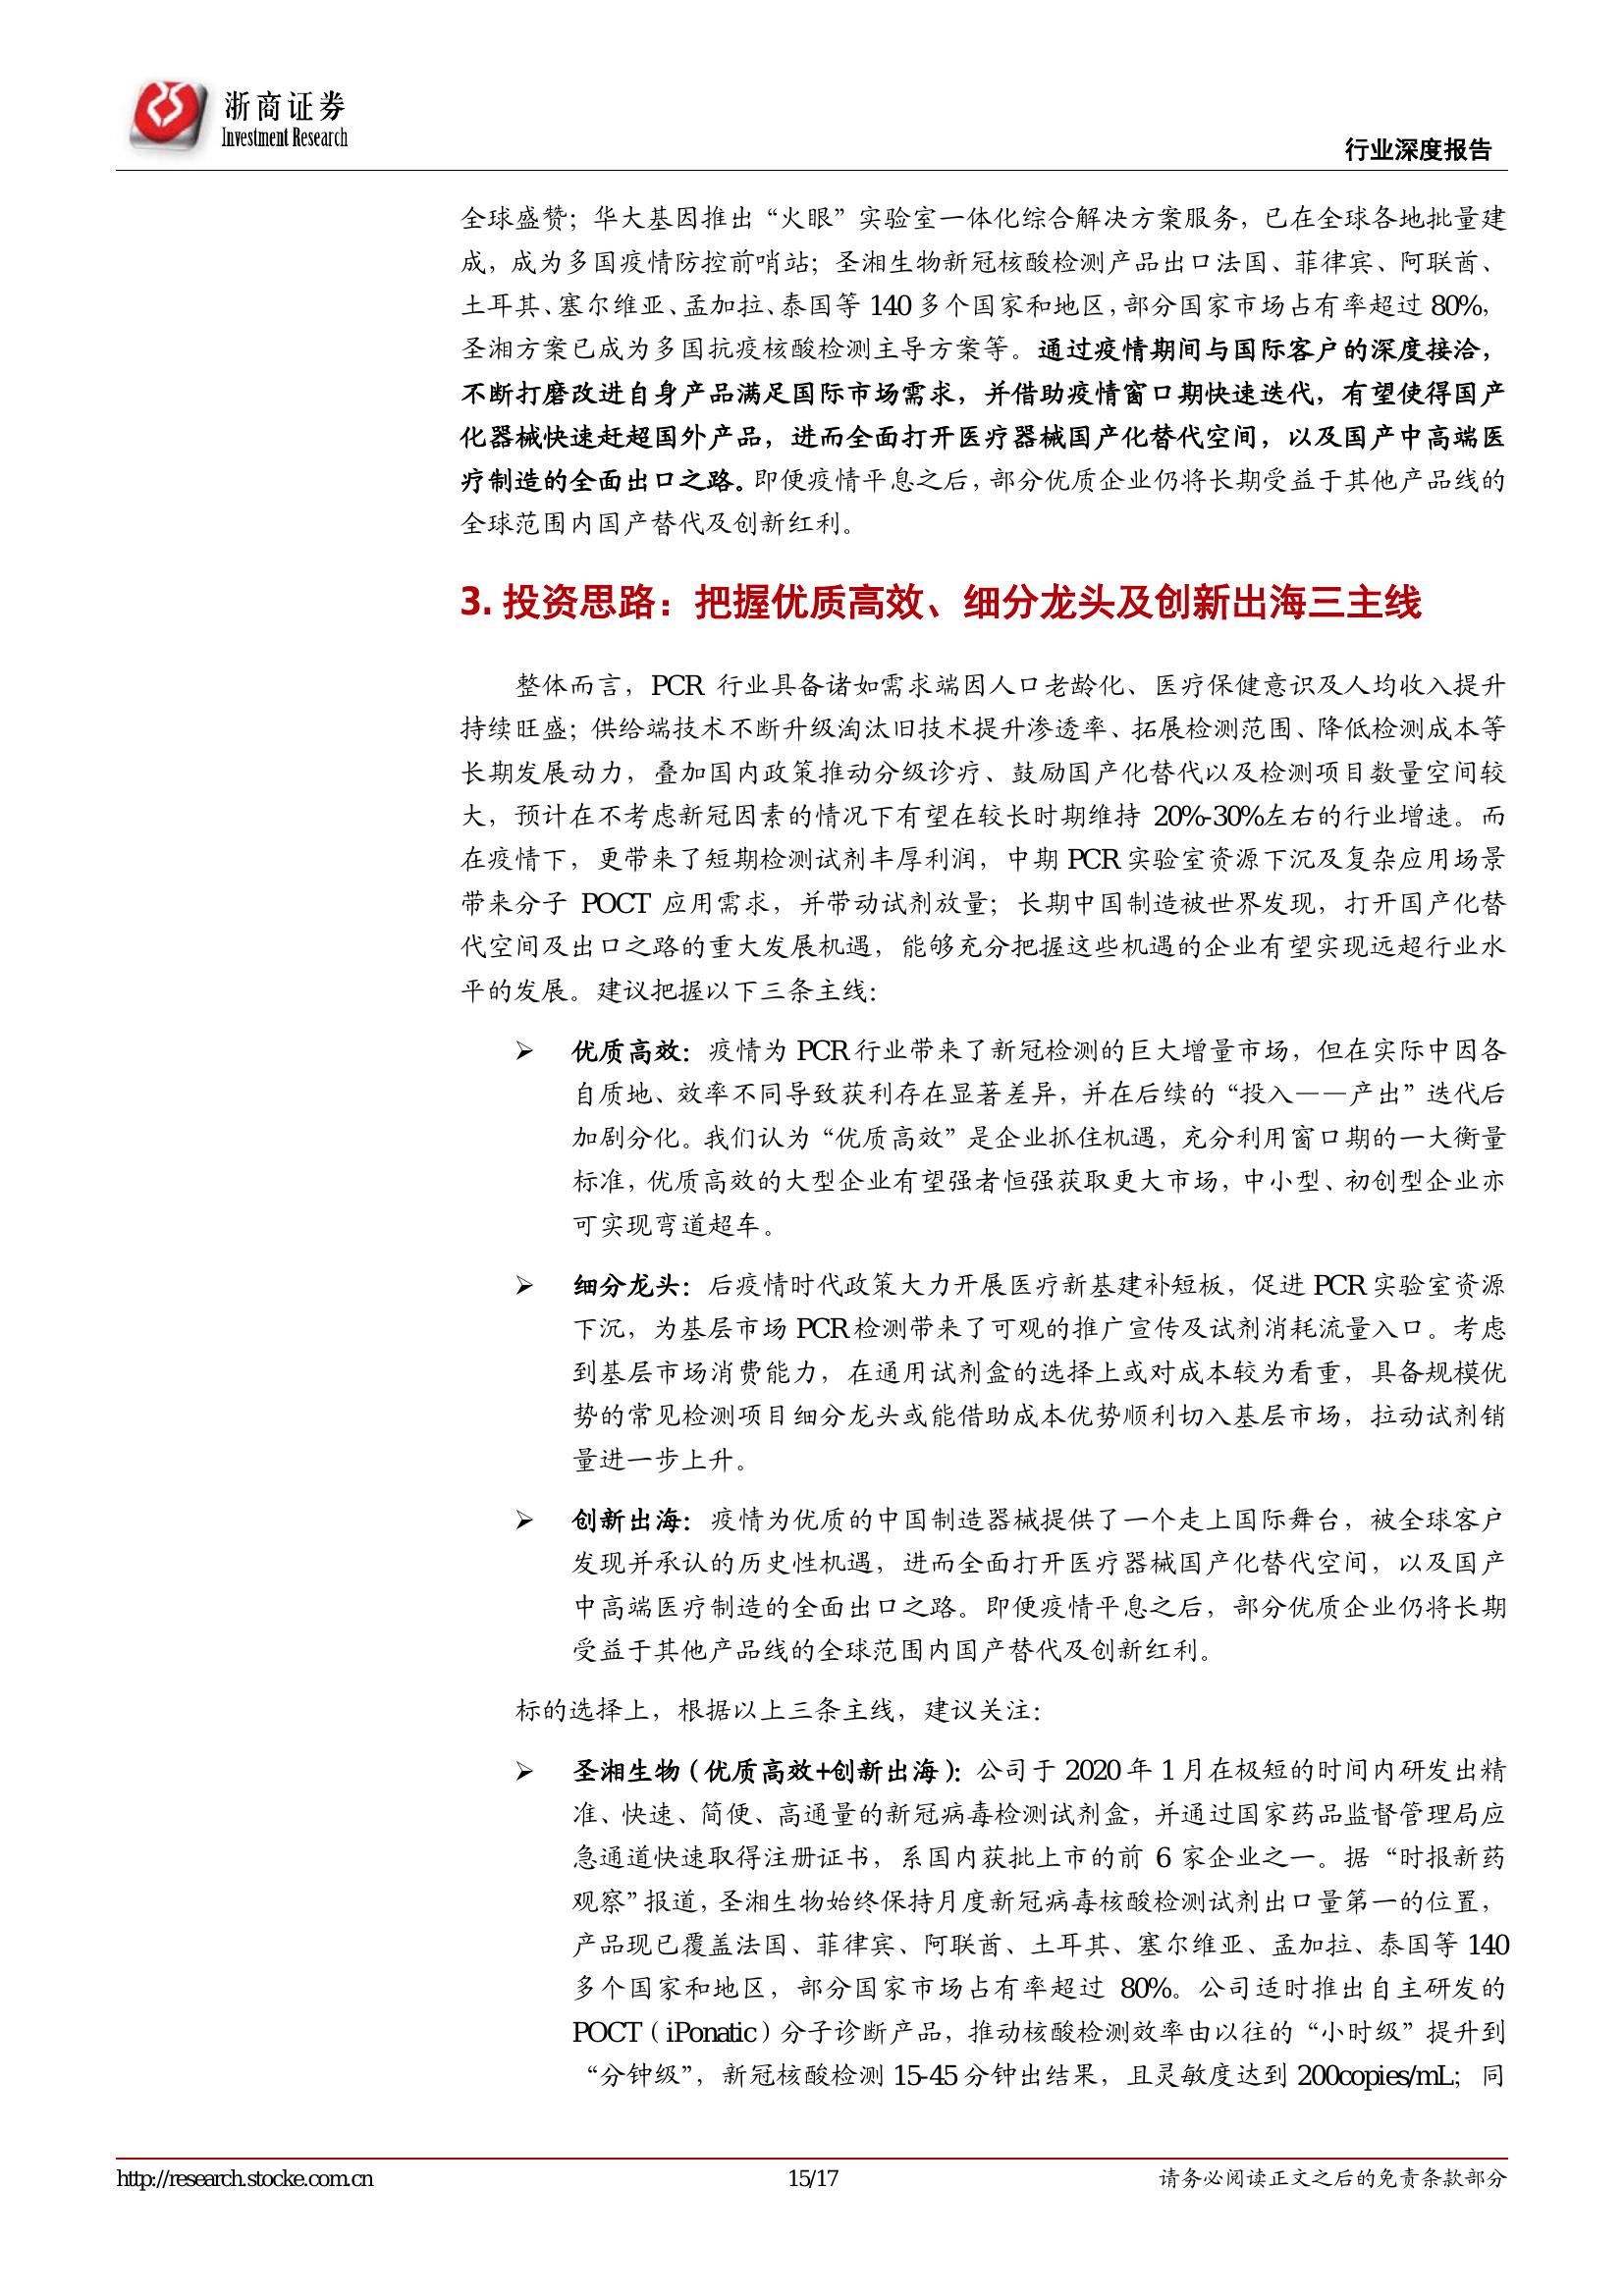 浙商证券
Investment Research
行业深度报告
全球盛赞；华大基因推出“火眼”实验室一体化综合解决方案服务，已在全球各地批量建
成，成为多国疫情防控前哨站；圣湘生物新冠核酸检测产品出口法国、菲律宾、阿联酋、
土耳其、塞尔维亚、孟加拉、泰国等 140 多个国家和地区，部分国家市场占有率超过 80%，
圣湘方案已成为多国抗疫核酸检测主导方案等。通过疫情期间与国际客户的深度接洽，
不断打磨改进自身产品满足国际市场需求，并借助疫情窗口期快速迭代，有望使得国产
化器械快速赶超国外产品，进而全面打开医疗器械国产化替代空间，以及国产中高端医
疗制造的全面出口之路。即便疫情平息之后，部分优质企业仍将长期受益于其他产品线的
全球范围内国产替代及创新红利。
3. 投资思路：把握优质高效、细分龙头及创新出海三主线
整体而言，PCR 行业具备诸如需求端因人口老龄化、医疗保健意识及人均收入提升
持续旺盛；供给端技术不断升级淘汰旧技术提升渗透率、拓展检测范围、降低检测成本等
长期发展动力，叠加国内政策推动分级诊疗、鼓励国产化替代以及检测项目数量空间较
大，预计在不考虑新冠因素的情况下有望在较长时期维持 20%-30%左右的行业增速。而
在疫情下，更带来了短期检测试剂丰厚利润，中期 PCR 实验室资源下沉及复杂应用场景
带来分子 POCT 应用需求，并带动试剂放量；长期中国制造被世界发现，打开国产化替
代空间及出口之路的重大发展机遇，能够充分把握这些机遇的企业有望实现远超行业水
平的发展。建议把握以下三条主线：
➢ 优质高效：疫情为 PCR 行业带来了新冠检测的巨大增量市场，但在实际中因各
自质地、效率不同导致获利存在显著差异，并在后续的“投入——产出”迭代后
加剧分化。我们认为“优质高效”是企业抓住机遇，充分利用窗口期的一大衡量
标准，优质高效的大型企业有望强者恒强获取更大市场，中小型、初创型企业亦
可实现弯道超车。
➢ 细分龙头：后疫情时代政策大力开展医疗新基建补短板，促进 PCR 实验室资源
下沉，为基层市场 PCR 检测带来了可观的推广宣传及试剂消耗流量入口。考虑
到基层市场消费能力，在通用试剂盒的选择上或对成本较为看重，具备规模优
势的常见检测项目细分龙头或能借助成本优势顺利切入基层市场，拉动试剂销
量进一步上升。
➢ 创新出海：疫情为优质的中国制造器械提供了一个走上国际舞台，被全球客户
发现并承认的历史性机遇，进而全面打开医疗器械国产化替代空间，以及国产
中高端医疗制造的全面出口之路。即便疫情平息之后，部分优质企业仍将长期
受益于其他产品线的全球范围内国产替代及创新红利。
标的选择上，根据以上三条主线，建议关注：
➢ 圣湘生物（优质高效+创新出海）：公司于 2020 年 1 月在极短的时间内研发出精
准、快速、简便、高通量的新冠病毒检测试剂盒，并通过国家药品监督管理局应
急通道快速取得注册证书，系国内获批上市的前 6 家企业之一。据“时报新药
观察”报道，圣湘生物始终保持月度新冠病毒核酸检测试剂出口量第一的位置，
产品现已覆盖法国、菲律宾、阿联酋、土耳其、塞尔维亚、孟加拉、泰国等 140
多个国家和地区，部分国家市场占有率超过 80%。公司适时推出自主研发的
POCT（iPonatic）分子诊断产品，推动核酸检测效率由以往的“小时级”提升到
“分钟级”，新冠核酸检测 15-45 分钟出结果，且灵敏度达到 200copies/mL；同
http://research.stocke.com.cn
15/17
请务必阅读正文之后的免责条款部分